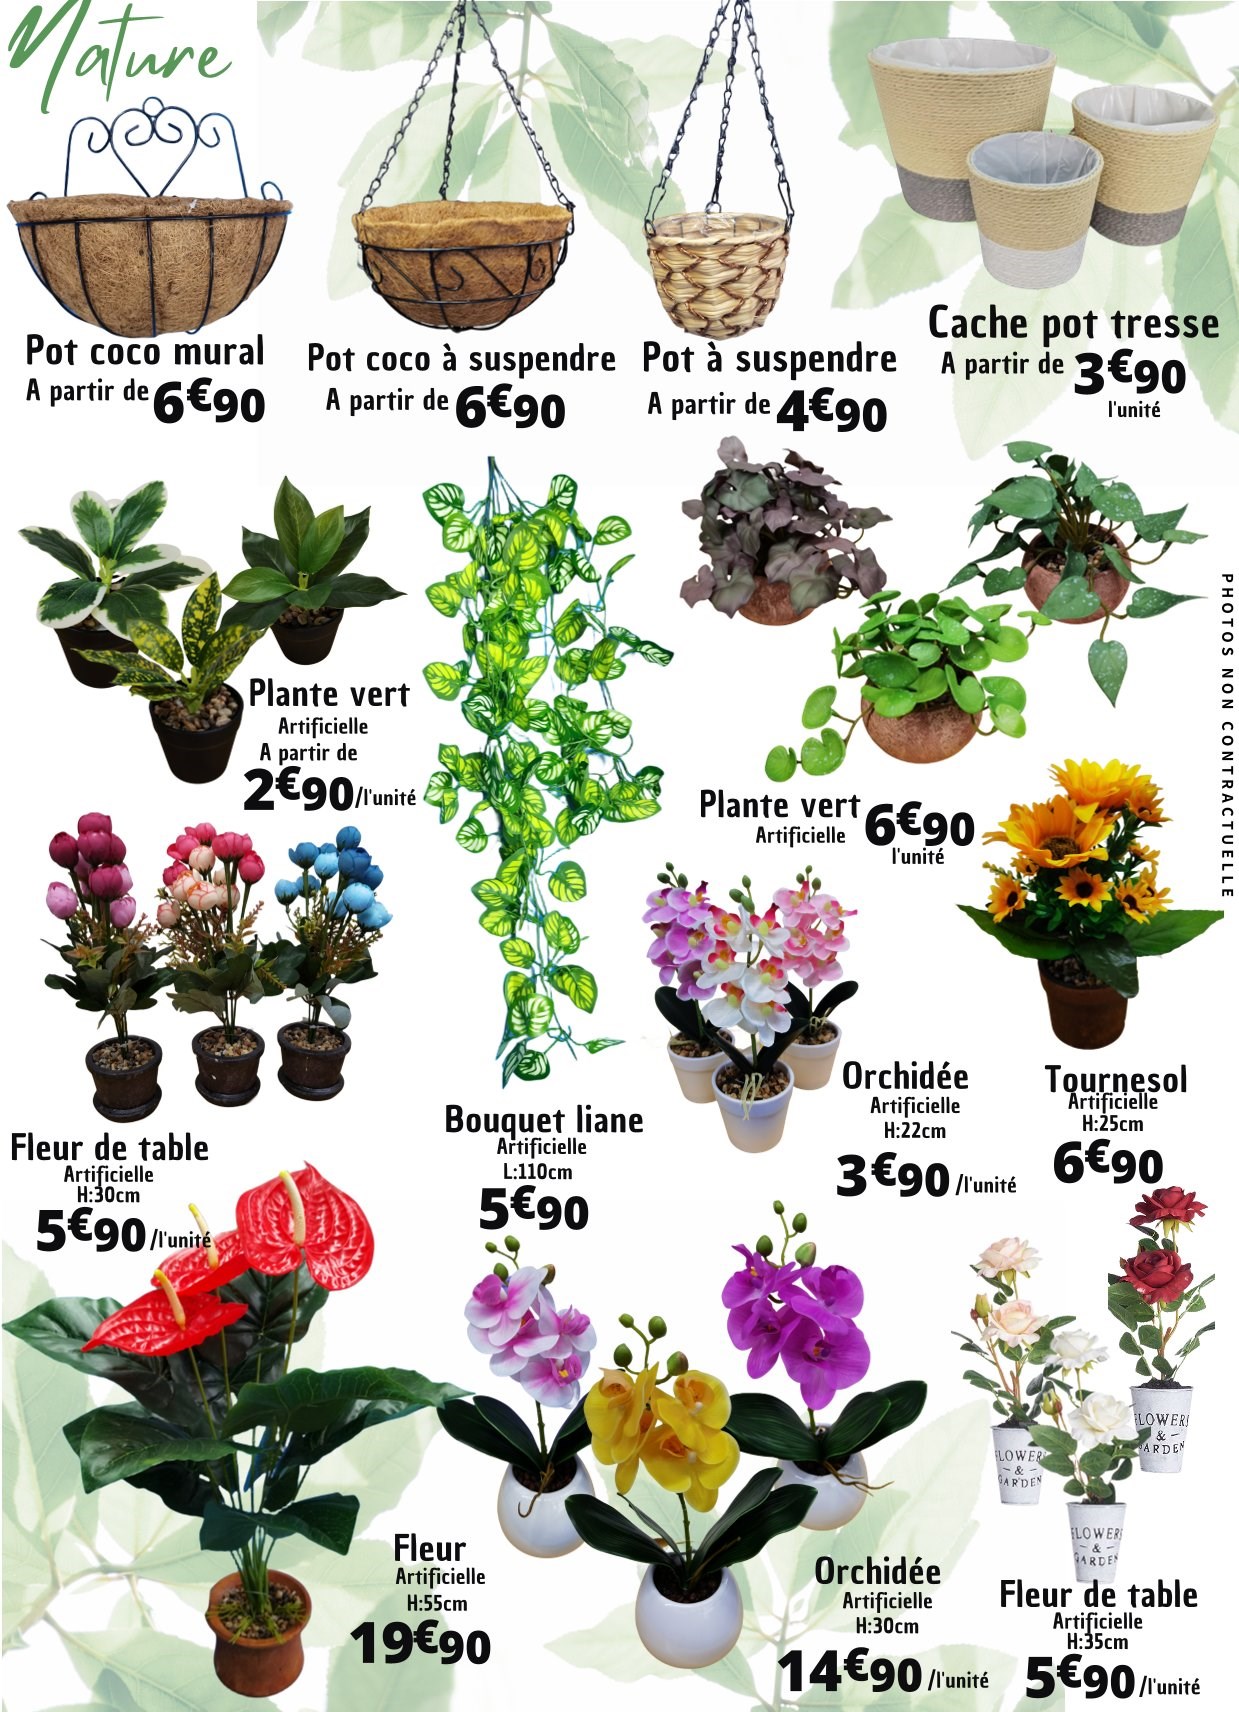 Nature
Pot coco mural
A partir de
6€90
Pot coco à suspendre
A partir de
6€90
Pot à suspendre
A partir de
4€90
Cache pot tresse
A partir de
3€90
l'unité
Plante vert
Artificielle
A partir de
2€90/l'unité
Plante vert
Artificielle
6€90
l'unité
PHOTOS NON CONTRACTUELLE
Fleur de table
Artificielle
H:30cm
5€90/l'unité
Bouquet liane
Artificielle
L:110cm
5€90
Orchidée
Artificielle
H:22cm
3€90/l'unité
Tournesol
Artificielle
H:25cm
6€90
Fleur
Artificielle
H:55cm
19€90
Orchidée
Artificielle
H:30cm
14€90/l'unité
FLOWERS
&
GARDEN
LOWERS
&
ARDEN
FLOWERS
&
GARDEN
Fleur de table
Artificielle
H:35cm
5€90/l'unité